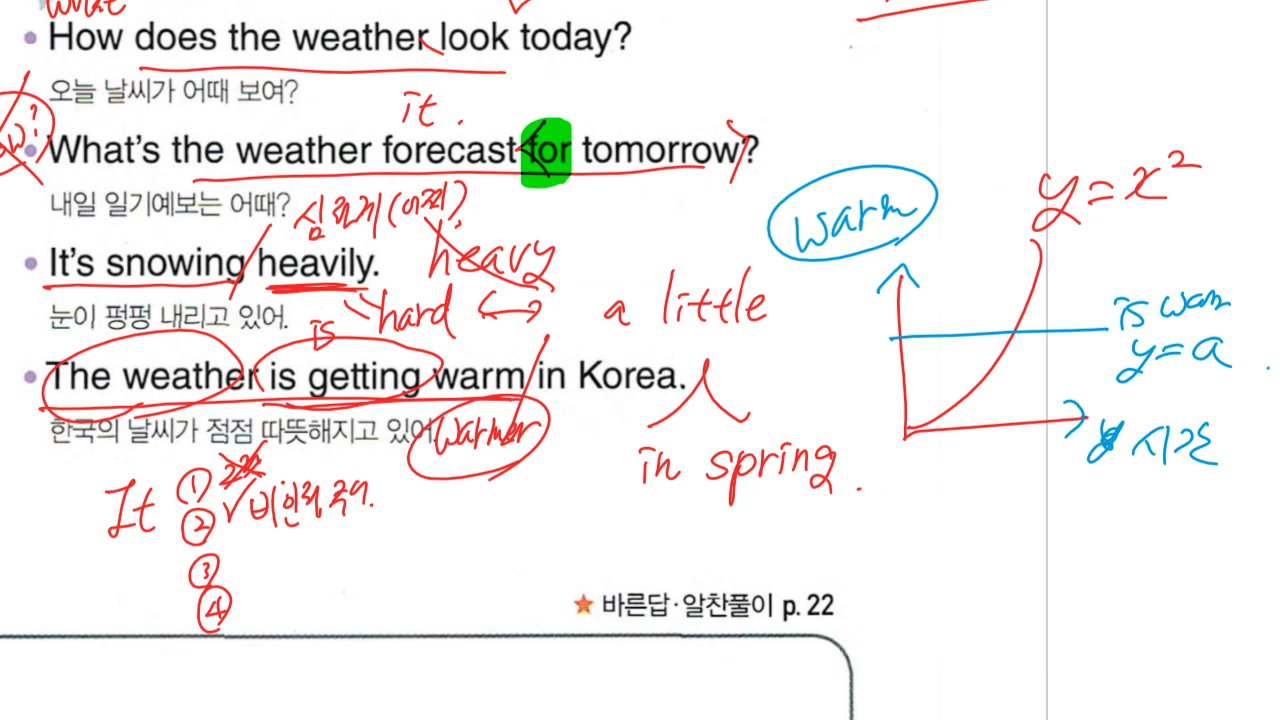 what
How does the weather look today?
오늘 날씨가 어때 보여?
it.
What's the weather forecast for tomorrow?
내일 일기예보는 어때?
심하게 (어찌)
It's snowing heavily.
heavy
눈이 펑펑 내리고 있어.
hard ↔ a little
is
The weather is getting warm in Korea.
한국의 날씨가 점점 따뜻해지고 있어
warmer
in spring.
It ① ② ③ ④
비인칭 주어.
warm
y=x²
is warm
y=a
시간
★ 바른답·알찬풀이 p. 22